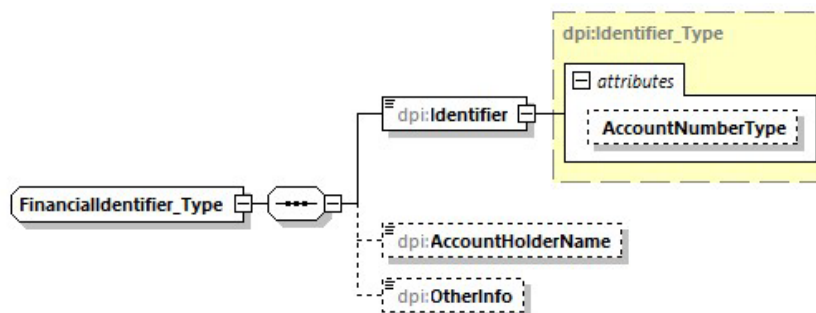 dpi:Identifier_Type
attributes
dpi:Identifier
AccountNumberType
FinancialIdentifier_Type
dpi:AccountHolderName
dpi:OtherInfo